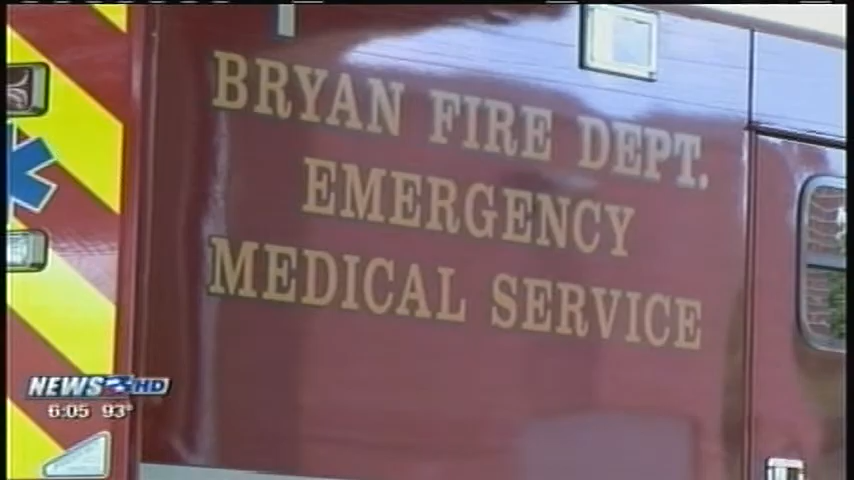 BRYAN FIRE DEPT.
EMERGENCY
MEDICAL SERVICE
NEWS 3 HD
6:05 93°